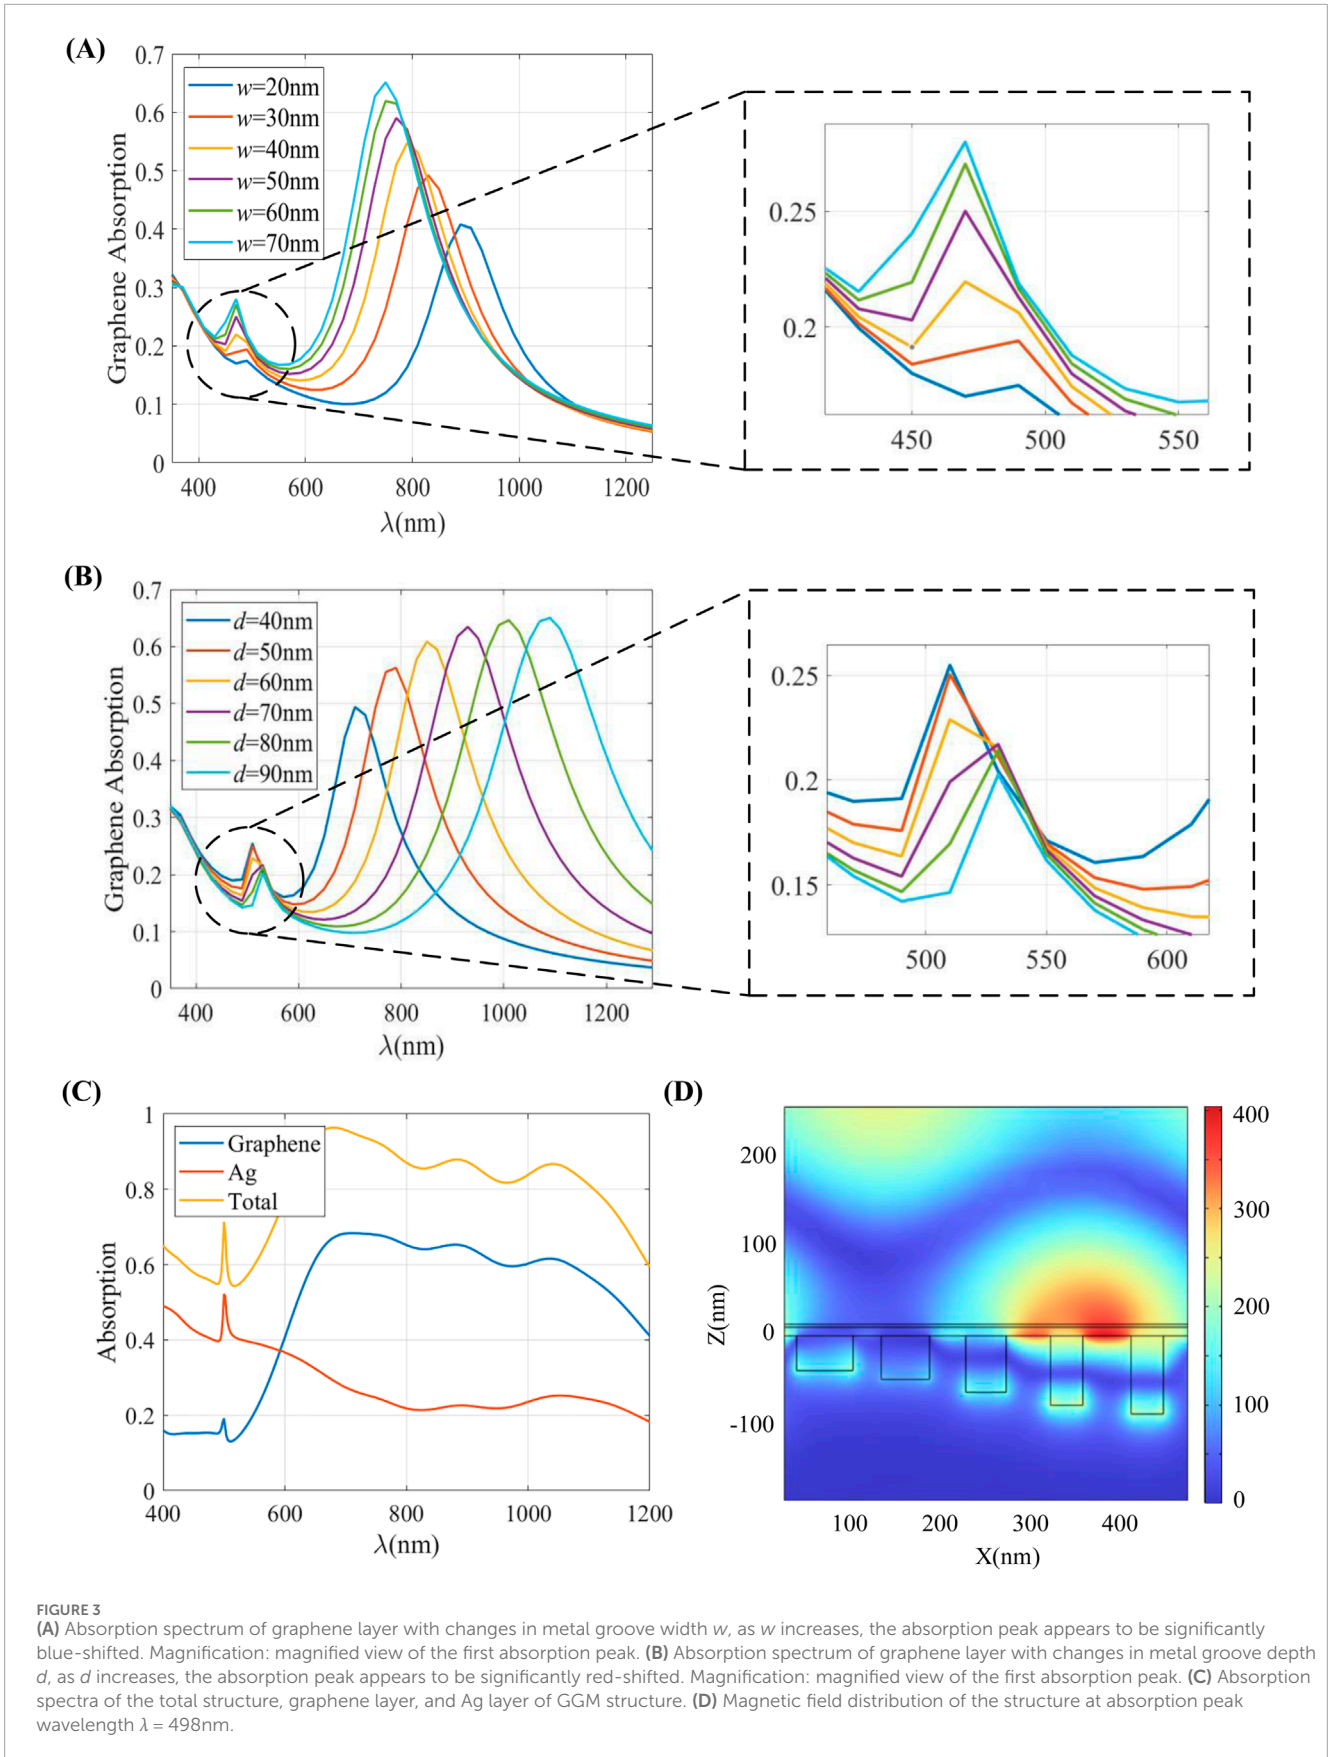 (A)
0.7
0.6
0.5
0.4
0.3
0.2
0.1
0
Graphene Absorption
w=20nm
w=30nm
w=40nm
w=50nm
w=60nm
w=70nm
400
600
800
1000
1200
λ(nm)
0.25
0.2
450
500
550
(B)
0.7
0.6
0.5
0.4
0.3
0.2
0.1
0
Graphene Absorption
d=40nm
d=50nm
d=60nm
d=70nm
d=80nm
d=90nm
400
600
800
1000
1200
λ(nm)
0.25
0.2
0.15
500
550
600
(C)
1
0.8
0.6
0.4
0.2
0
Absorption
Graphene
Ag
Total
400
600
800
1000
1200
λ(nm)
(D)
200
100
0
-100
Z(nm)
100
200
300
400
X(nm)
400
300
200
100
0
FIGURE 3
(A) Absorption spectrum of graphene layer with changes in metal groove width w, as w increases, the absorption peak appears to be significantly
blue-shifted. Magnification: magnified view of the first absorption peak. (B) Absorption spectrum of graphene layer with changes in metal groove depth
d, as d increases, the absorption peak appears to be significantly red-shifted. Magnification: magnified view of the first absorption peak. (C) Absorption
spectra of the total structure, graphene layer, and Ag layer of GGM structure. (D) Magnetic field distribution of the structure at absorption peak
wavelength λ = 498nm.